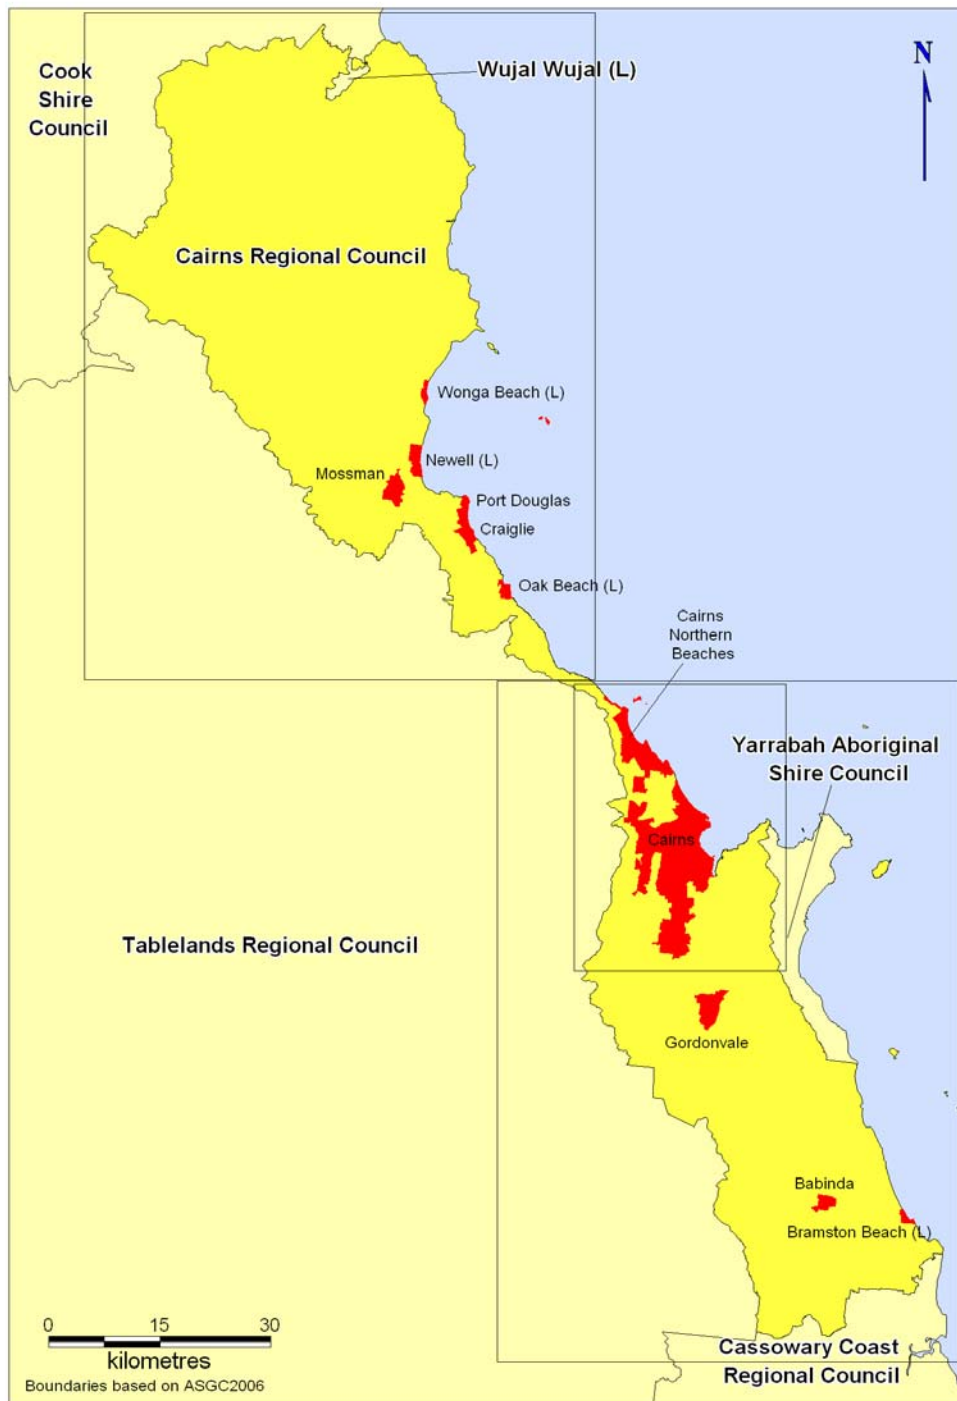 Cook
Shire
Council
Wujal Wujal (L)
N
Cairns Regional Council
Wonga Beach (L)
Newell (L)
Mossman
Port Douglas
Craiglie
Oak Beach (L)
Cairns
Northern
Beaches
Yarrabah Aboriginal
Shire Council
Cairns
Tablelands Regional Council
Gordonvale
Babinda
Bramston Beach (L)
0 15 30
kilometres
Boundaries based on ASGC2006
Cassowary Coast
Regional Council